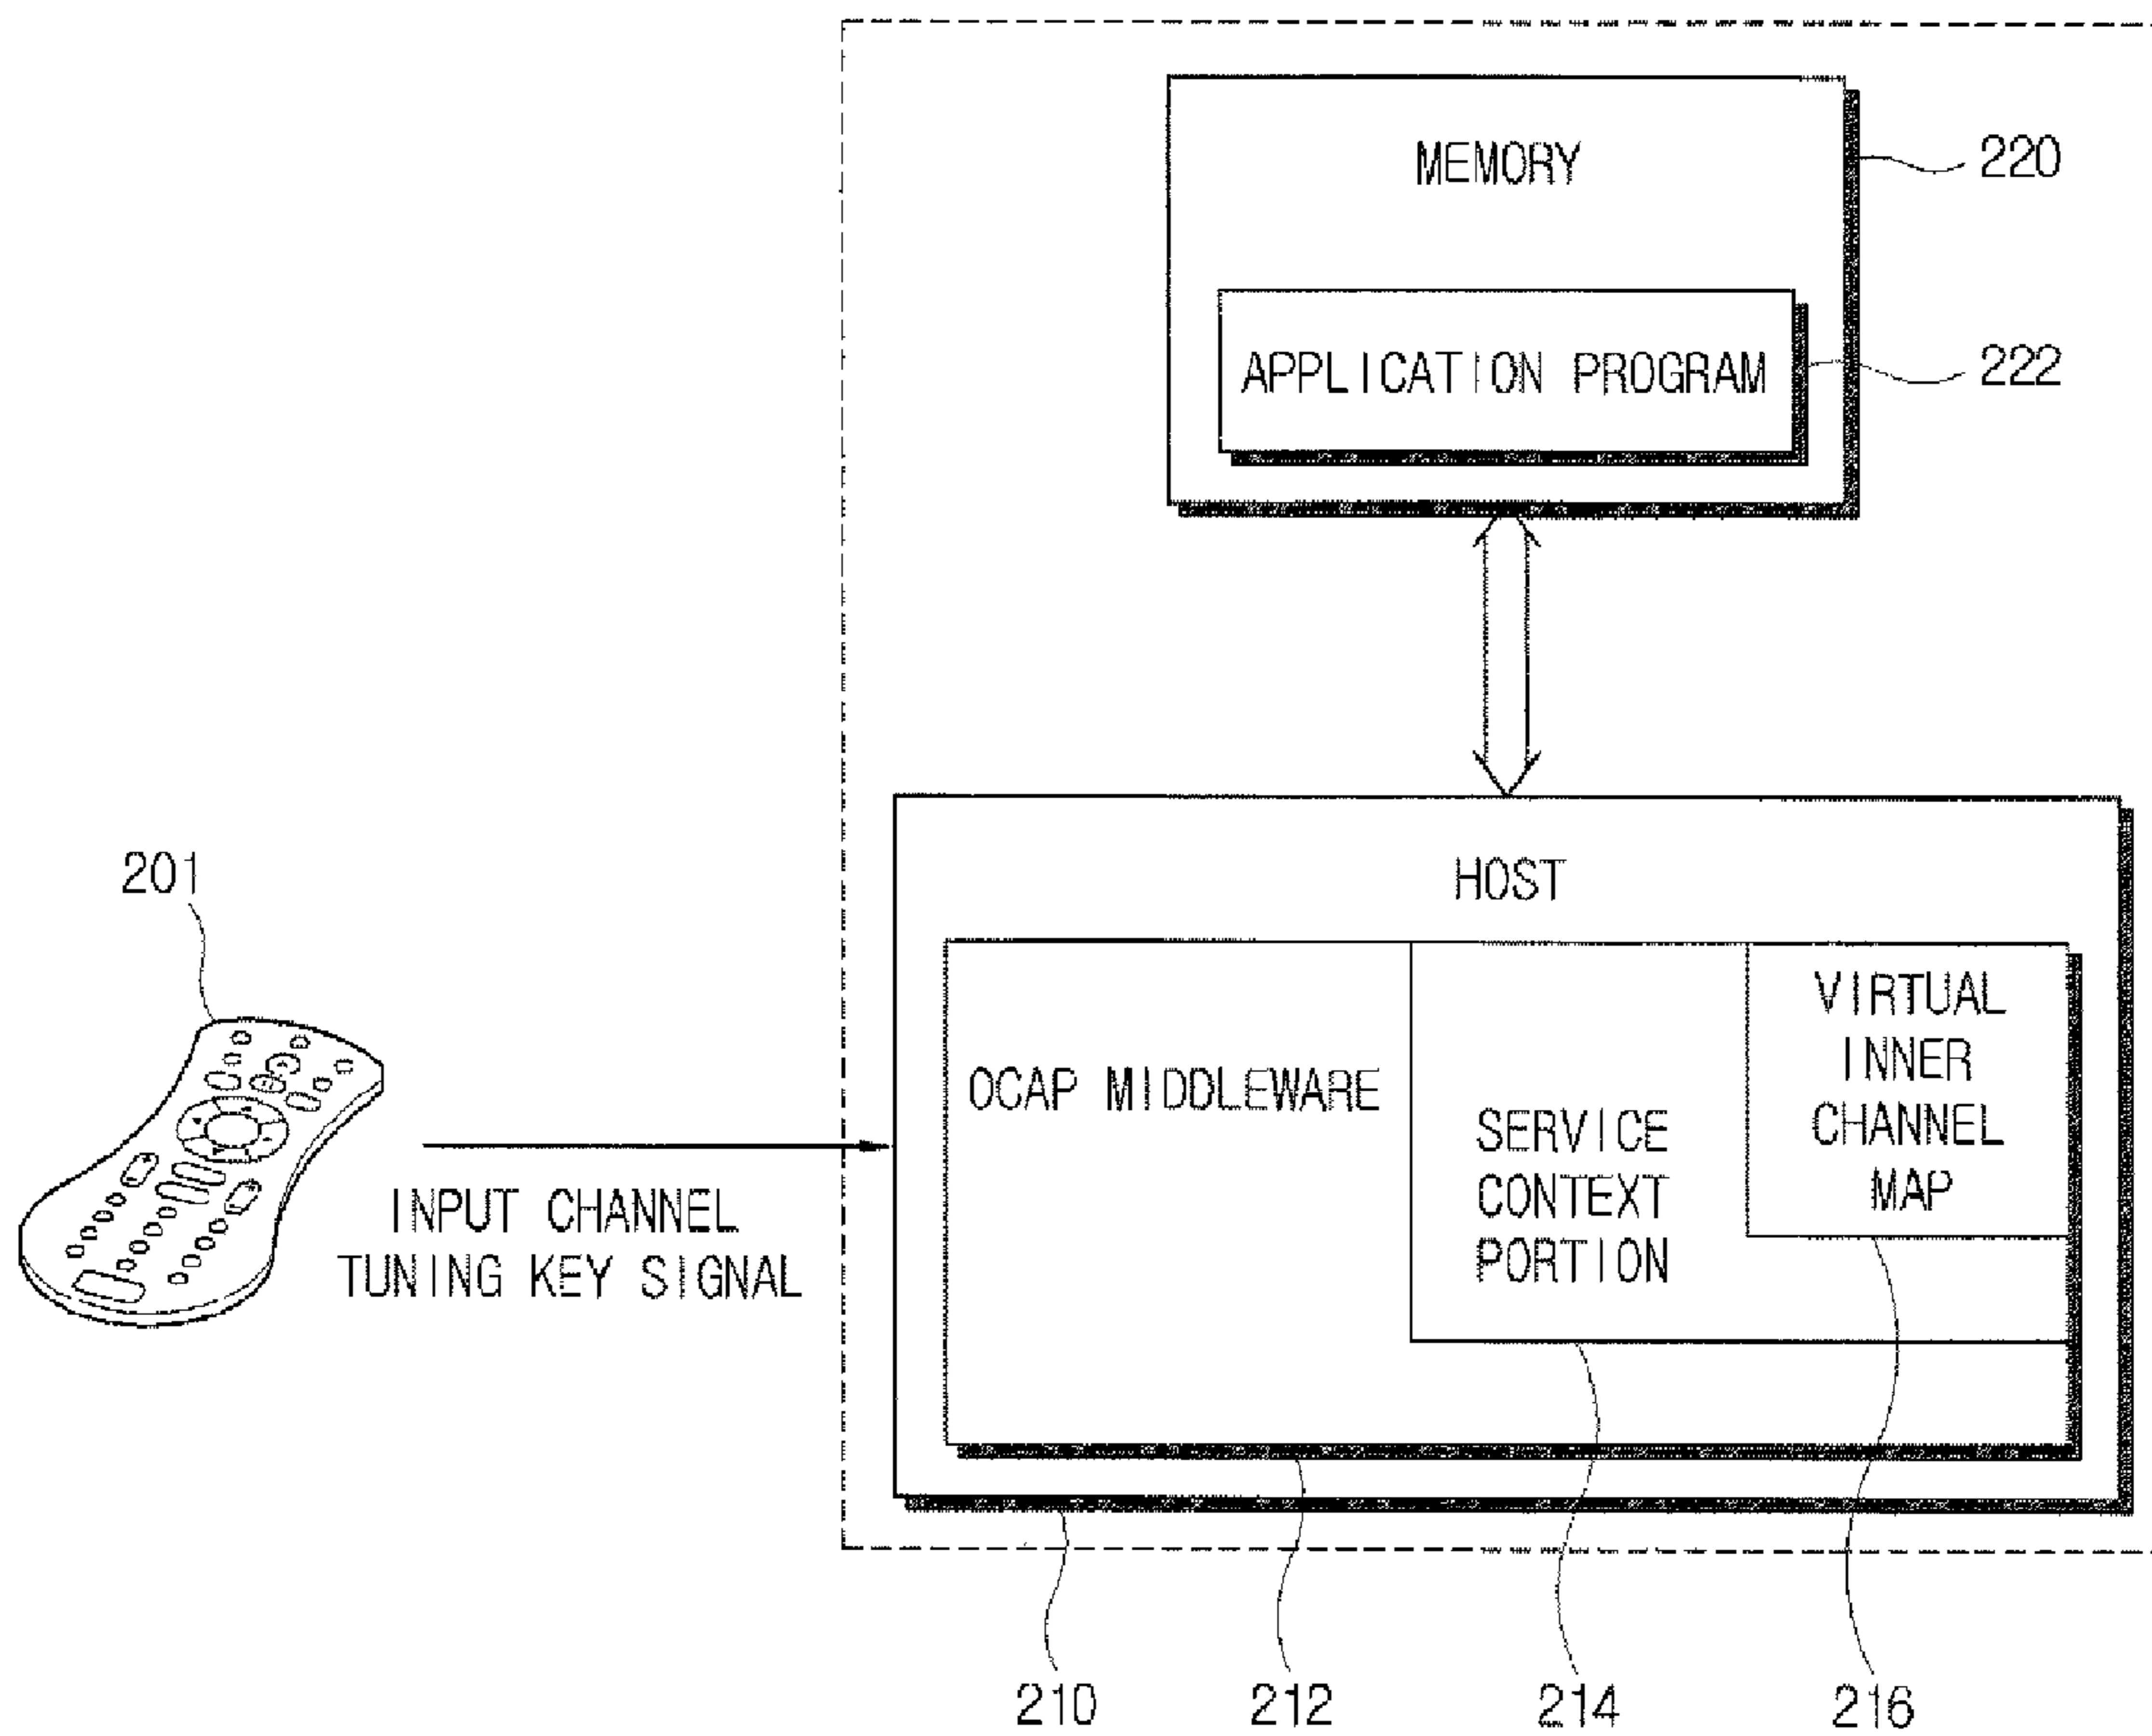 MEMORY
220
APPLICATION PROGRAM
222
201
HOST
VIRTUAL
INNER
CHANNEL
MAP
OCAP MIDDLEWARE
SERVICE
CONTEXT
PORTION
INPUT CHANNEL
TUNING KEY SIGNAL
210
212
214
216